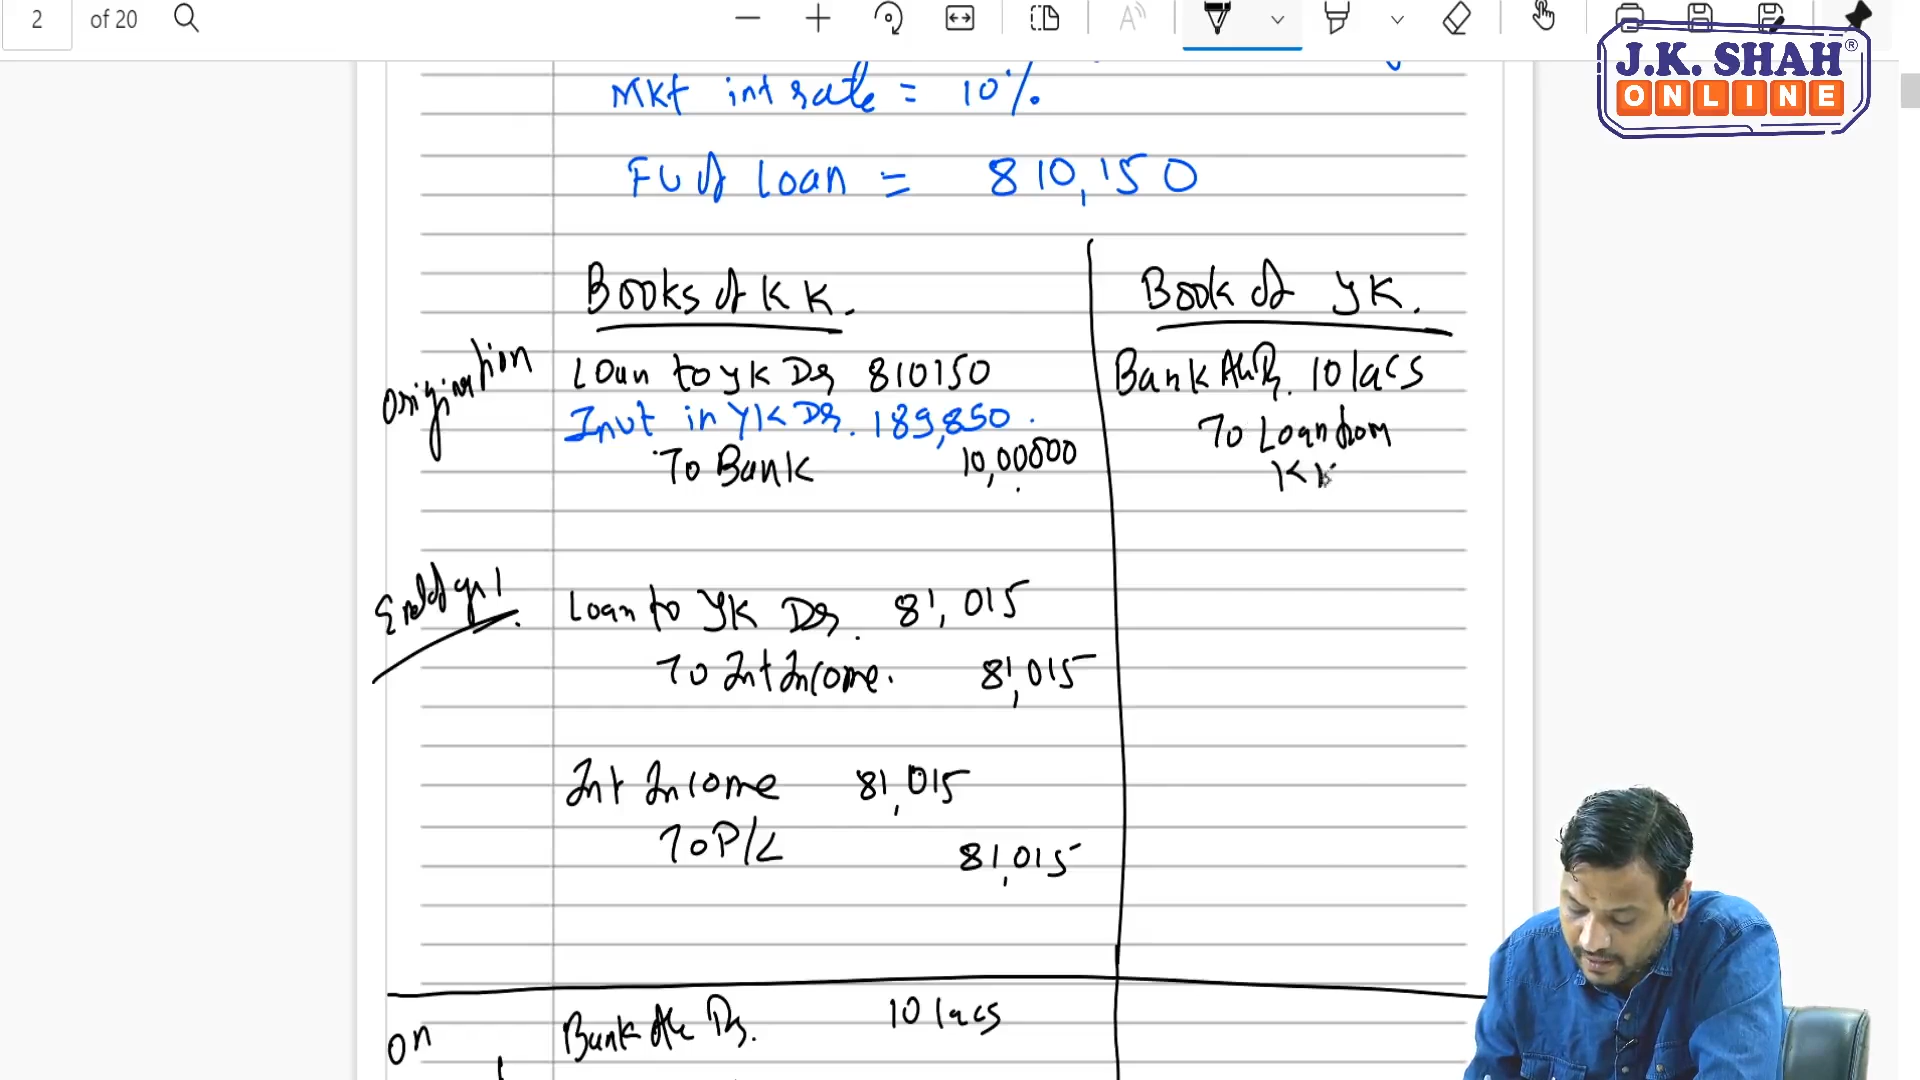 2 of 20
J.K. SHAH®
ONLINE
Mkt int rate = 10%.
FV of Loan = 810,150
Books of KK.
Book of YK.
Origination
Loan to YK Dr 810150
Bank A/c Dr. 10 lacs
Invt in YK Dr. 189,850.
To Loan from
To Bank 10,00000
KK
End of yr 1
Loan to YK Dr. 81,015
To Int Income. 81,015
Int Income 81,015
To P/L 81,015
on
Bank A/c Dr. 10 lacs